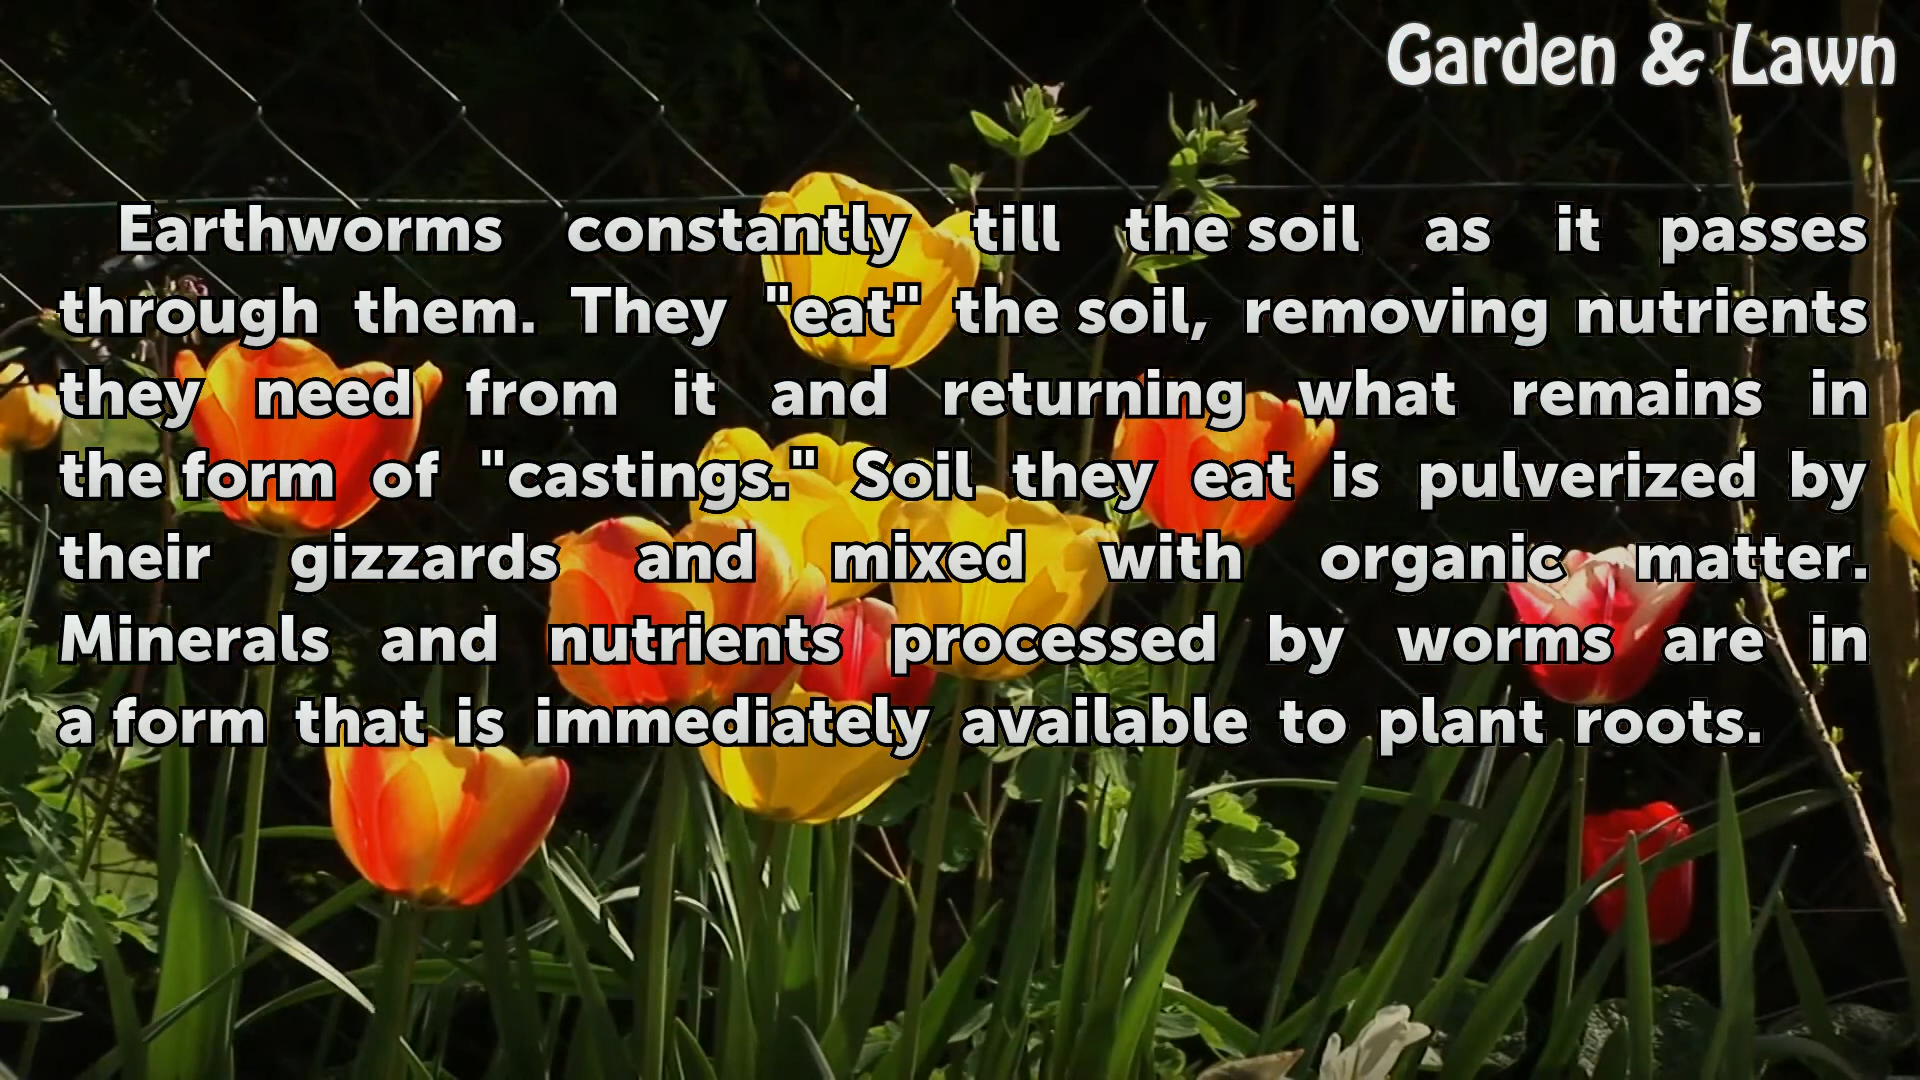 Garden & Lawn
Earthworms constantly till the soil as it passes
through them. They "eat" the soil, removing nutrients
they need from it and returning what remains in
the form of "castings." Soil they eat is pulverized by
their gizzards and mixed with organic matter.
Minerals and nutrients processed by worms are in
a form that is immediately available to plant roots.